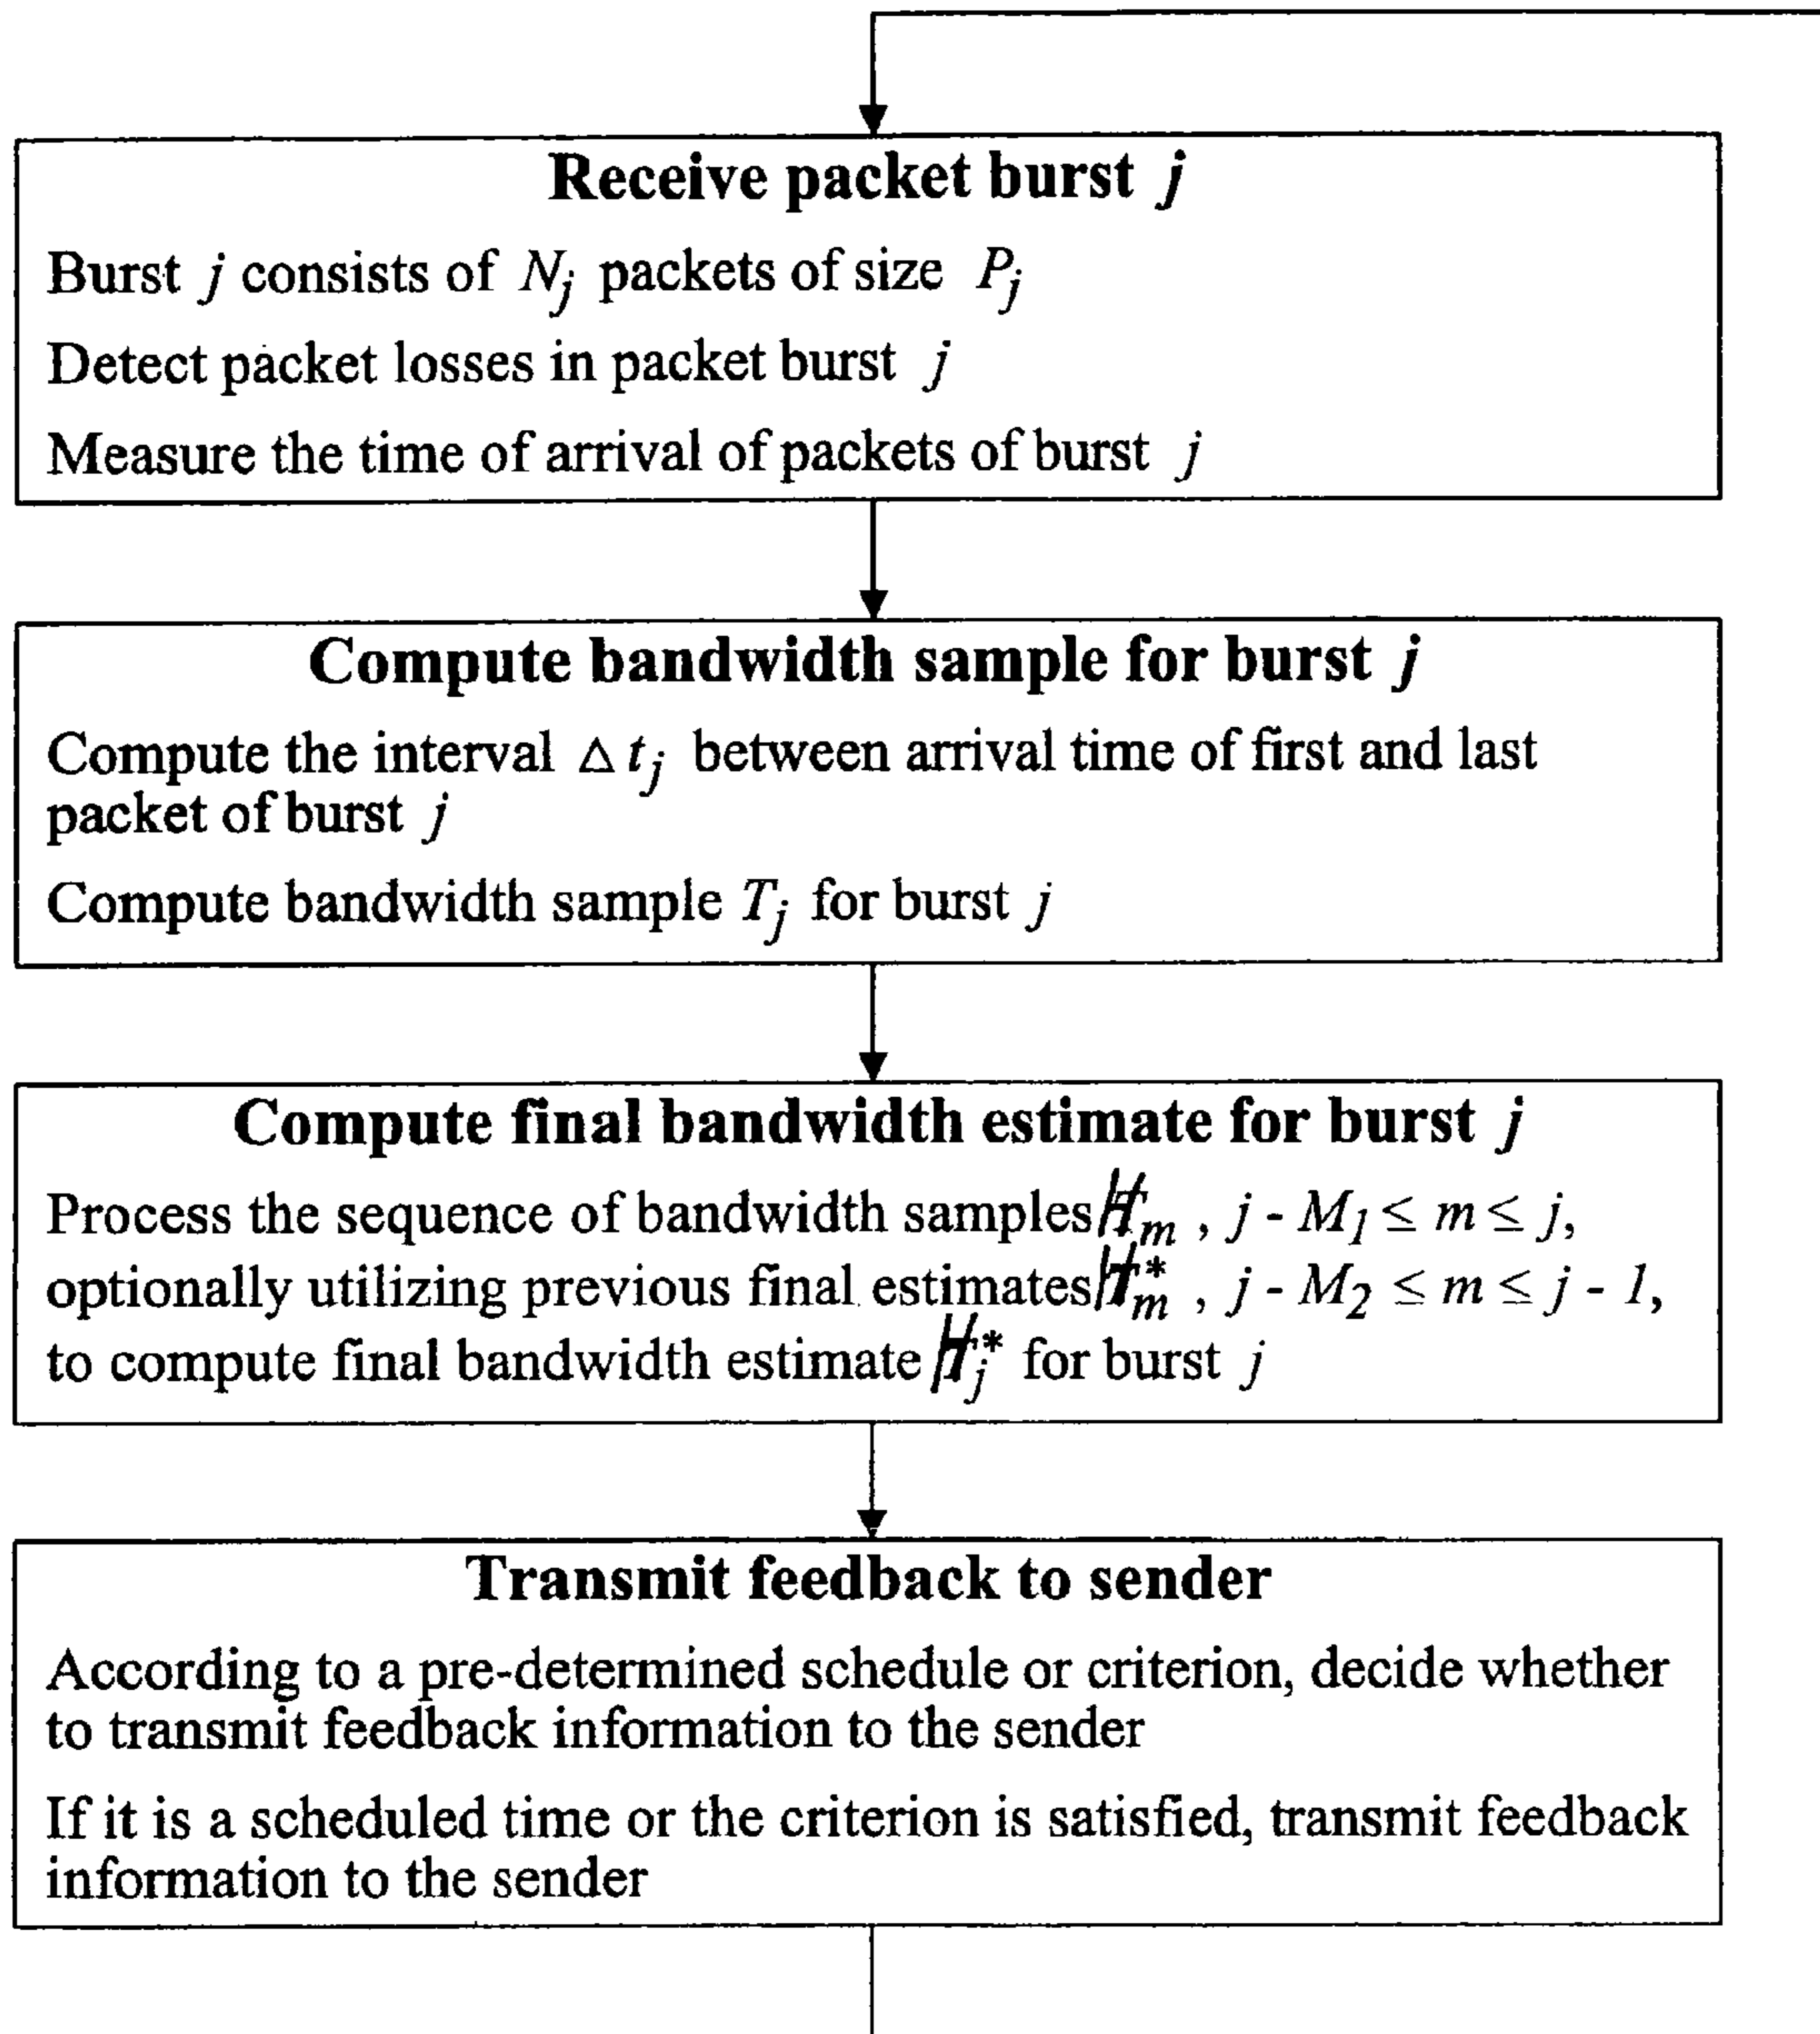 Receive packet burst j
Burst j consists of Nj packets of size Pj
Detect packet losses in packet burst j
Measure the time of arrival of packets of burst j
Compute bandwidth sample for burst j
Compute the interval Δ tj between arrival time of first and last
packet of burst j
Compute bandwidth sample Tj for burst j
Compute final bandwidth estimate for burst j
Process the sequence of bandwidth samples Tm , j - M1 ≤ m ≤ j,
optionally utilizing previous final estimates T*m , j - M2 ≤ m ≤ j - 1,
to compute final bandwidth estimate T*j for burst j
Transmit feedback to sender
According to a pre-determined schedule or criterion, decide whether
to transmit feedback information to the sender
If it is a scheduled time or the criterion is satisfied, transmit feedback
information to the sender